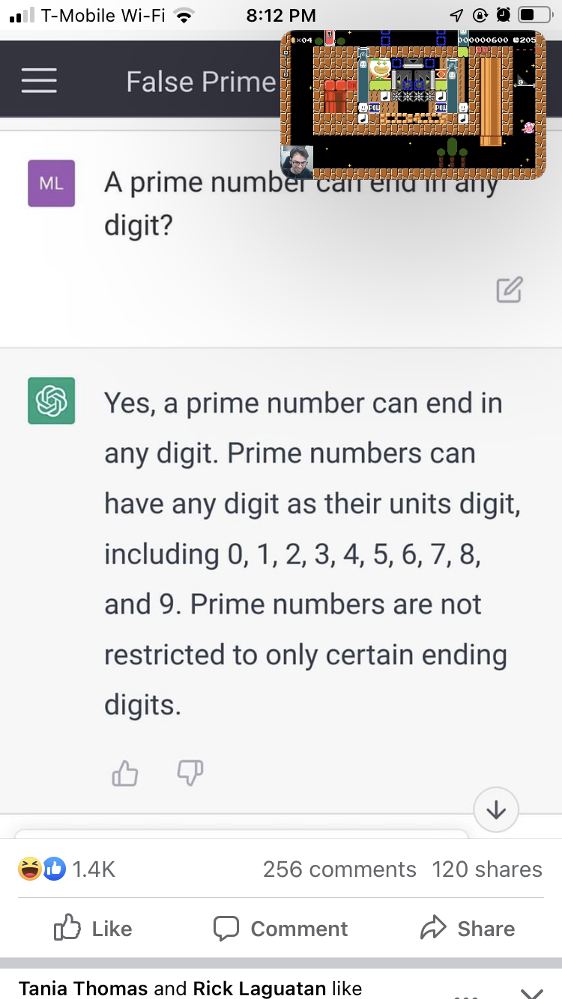 T-Mobile Wi-Fi 8:12 PM
×04 000000600 205
False Prime
ON
POW POW
ML
A prime number can end in any
digit?
Yes, a prime number can end in
any digit. Prime numbers can
have any digit as their units digit,
including 0, 1, 2, 3, 4, 5, 6, 7, 8,
and 9. Prime numbers are not
restricted to only certain ending
digits.
1.4K 256 comments 120 shares
Like Comment Share
Tania Thomas and Rick Laguatan like